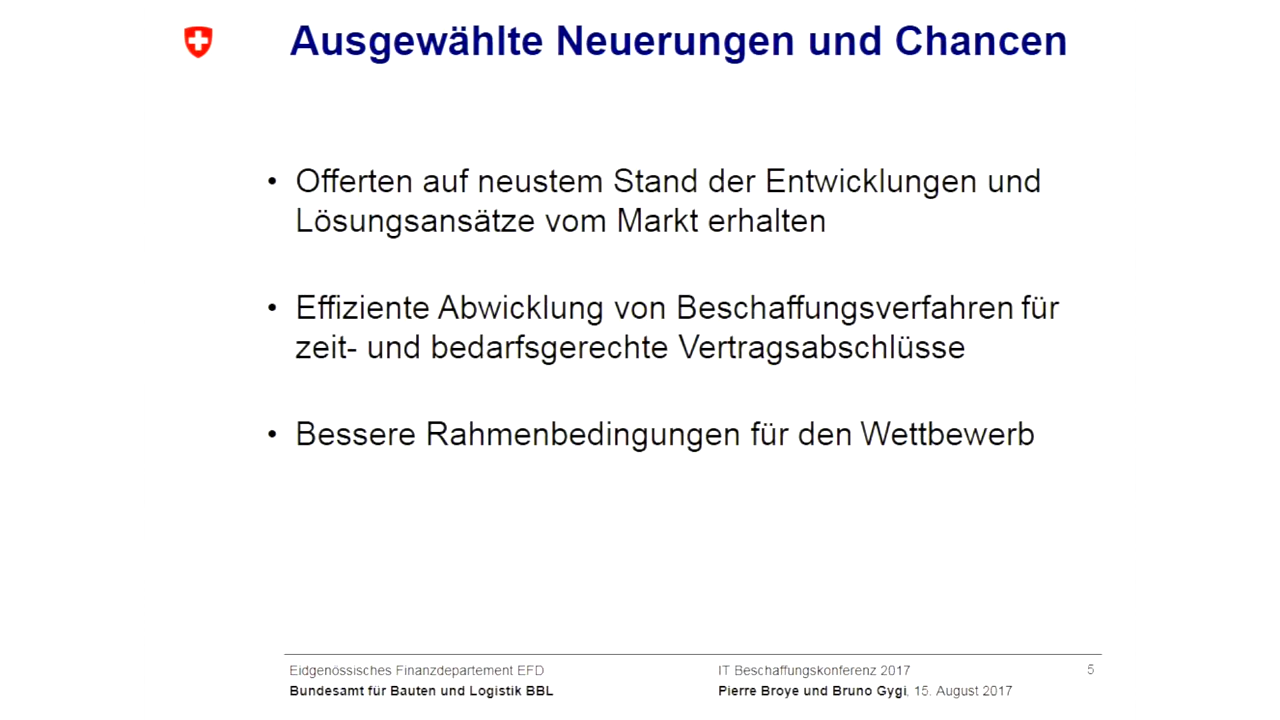 Ausgewählte Neuerungen und Chancen
• Offerten auf neustem Stand der Entwicklungen und
Lösungsansätze vom Markt erhalten
• Effiziente Abwicklung von Beschaffungsverfahren für
zeit- und bedarfsgerechte Vertragsabschlüsse
• Bessere Rahmenbedingungen für den Wettbewerb
Eidgenössisches Finanzdepartement EFD
Bundesamt für Bauten und Logistik BBL
IT Beschaffungskonferenz 2017
Pierre Broye und Bruno Gygi, 15. August 2017
5